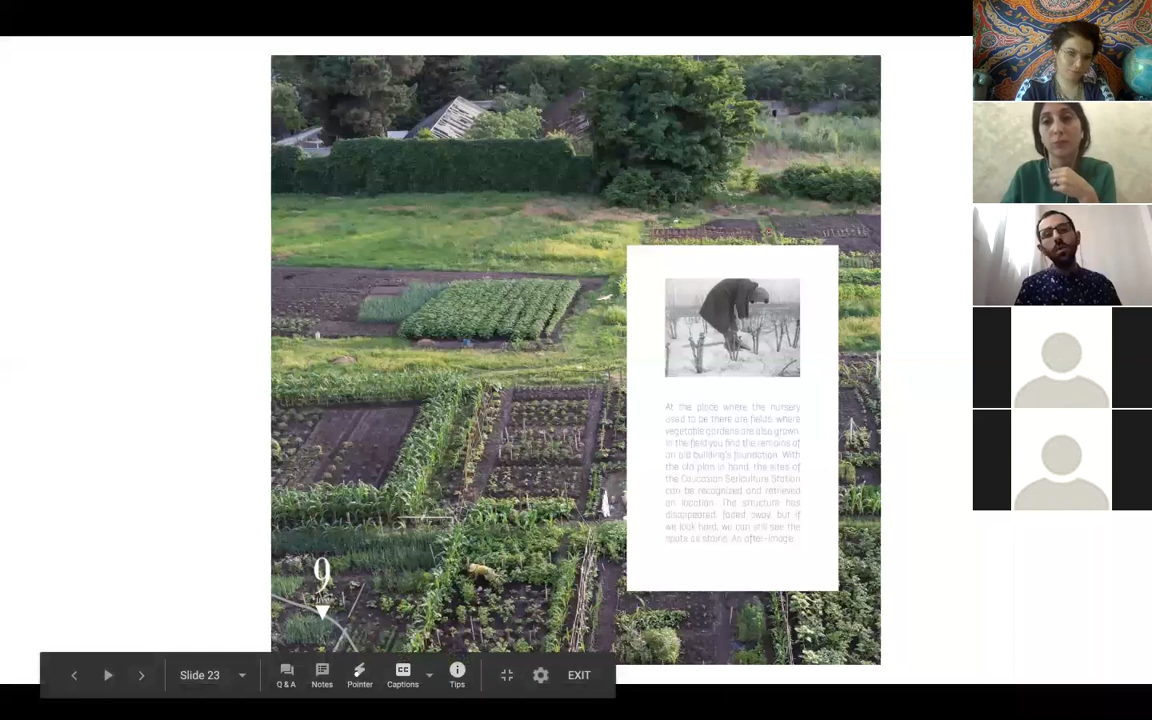 At the place where the nursery
used to be there are fields where
vegetable gardens are also grown.
In the field you find the remains of
an old building's foundation. With
the old plan in hand, the sites of
the Caucasian Sericulture Station
can be recognized and retrieved
on location. The structure has
disappeared, faded away, but if
we look hard, we can still see the
spots as stains. An after-image.
9
Slide 23
Q & A
Notes
Pointer
CC
Captions
Tips
EXIT